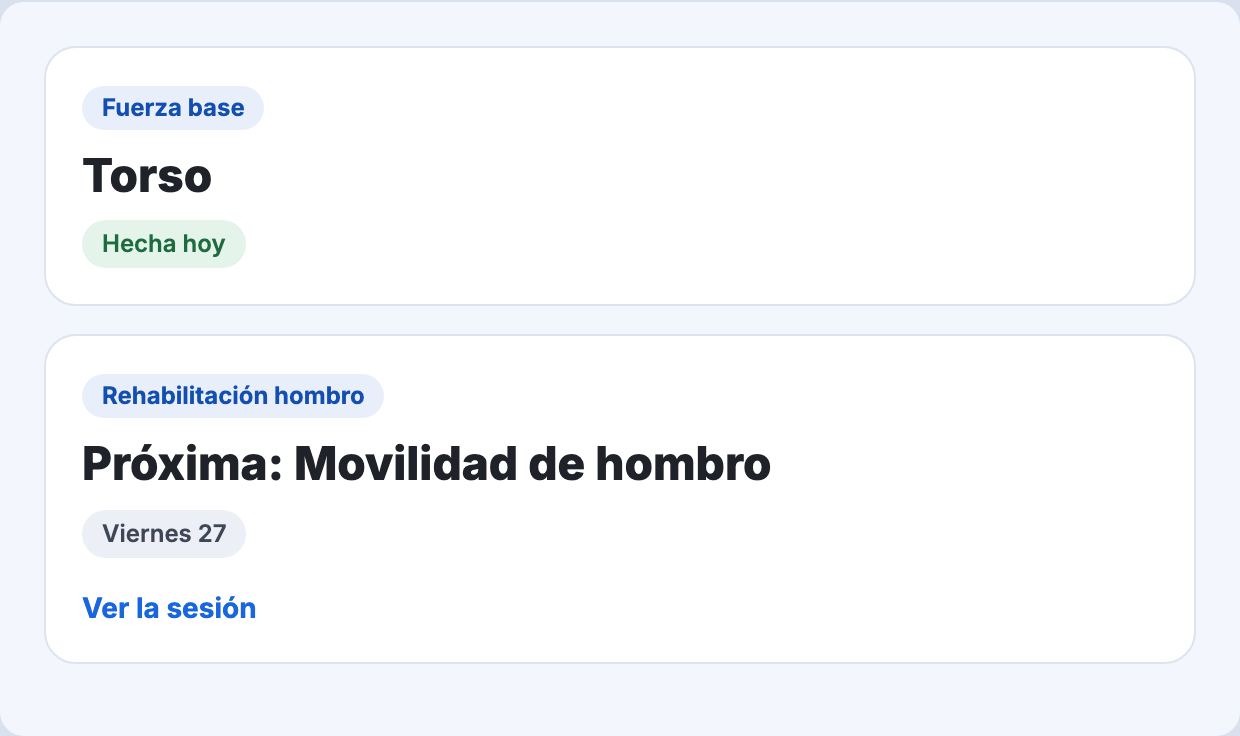 Fuerza base
Torso
Hecha hoy
Rehabilitación hombro
Próxima: Movilidad de hombro
Viernes 27
Ver la sesión